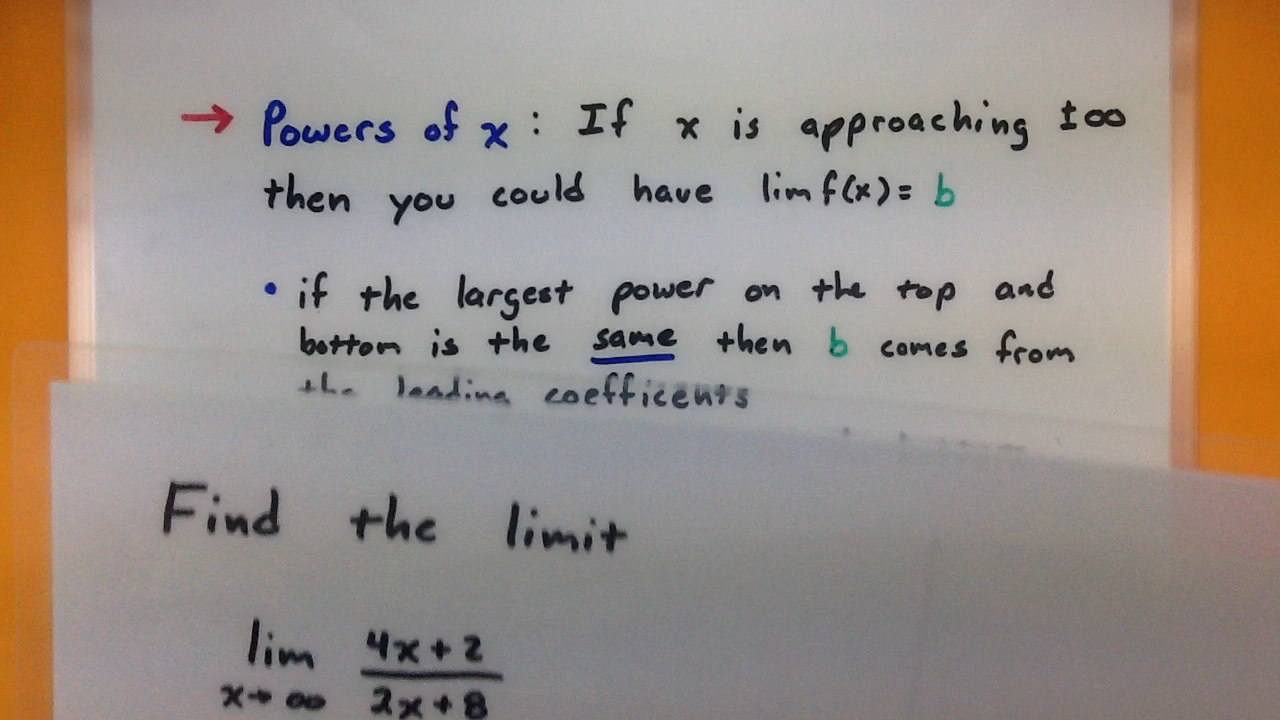 → Powers of x : If x is approaching ±∞
then you could have lim f(x) = b
• if the largest power on the top and
bottom is the same then b comes from
the leading coefficents
Find the limit
lim 4x + 2
x→∞ 2x + 8